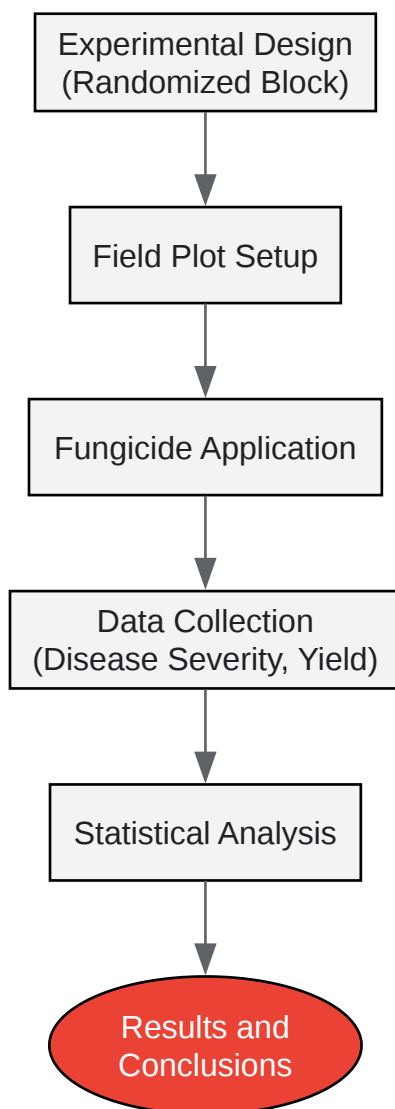 Experimental Design
(Randomized Block)
Field Plot Setup
Fungicide Application
Data Collection
(Disease Severity, Yield)
Statistical Analysis
Results and
Conclusions